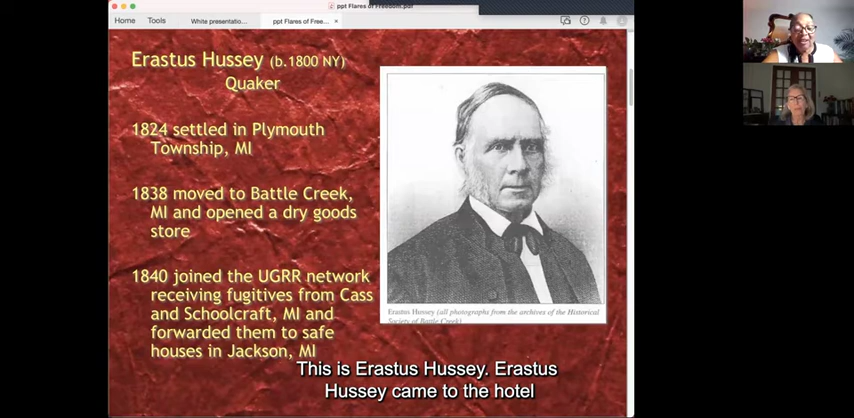 ppt Flares of Freedom.pdf
Home
Tools
White presentatio...
ppt Flares of Free...
Erastus Hussey (b.1800 NY)
Quaker
1824 settled in Plymouth
Township, MI
1838 moved to Battle Creek,
MI and opened a dry goods
store
1840 joined the UGRR network
receiving fugitives from Cass
and Schoolcraft, MI and
forwarded them to safe
houses in Jackson, MI
Erastus Hussey (all photographs from the archives of the Historical
Society of Battle Creek)
This is Erastus Hussey. Erastus
Hussey came to the hotel